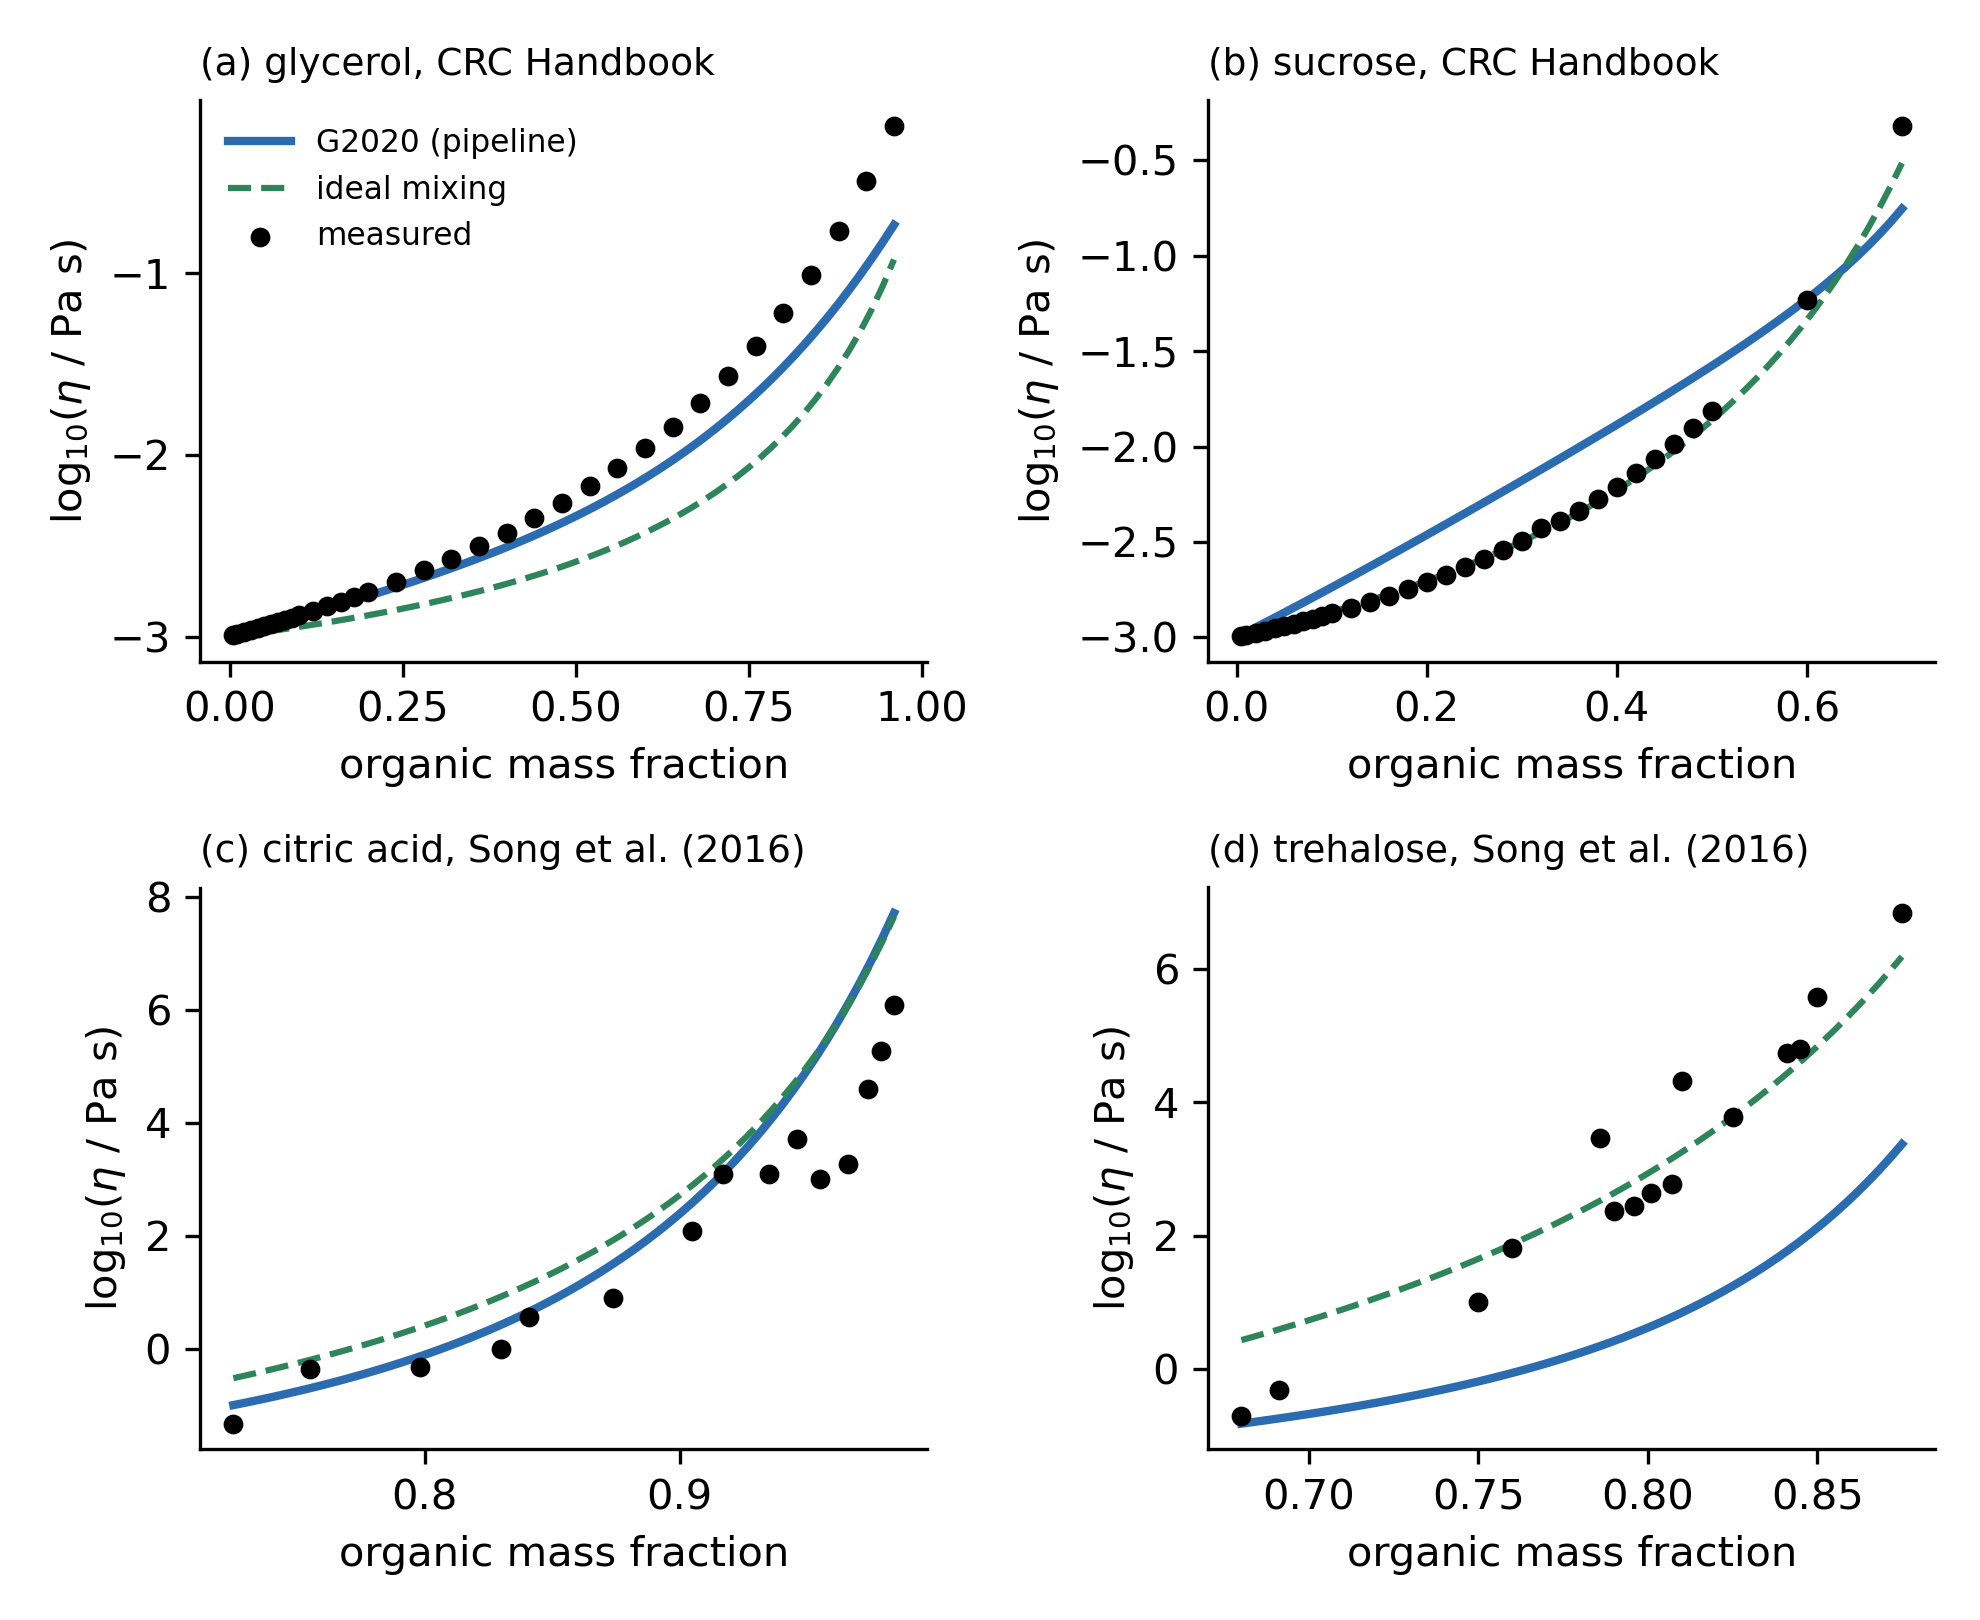 (a) glycerol, CRC Handbook
G2020 (pipeline)
ideal mixing
measured
log₁₀(η / Pa s)
−1
−2
−3
0.00 0.25 0.50 0.75 1.00
organic mass fraction
(b) sucrose, CRC Handbook
log₁₀(η / Pa s)
−0.5
−1.0
−1.5
−2.0
−2.5
−3.0
0.0 0.2 0.4 0.6
organic mass fraction
(c) citric acid, Song et al. (2016)
log₁₀(η / Pa s)
8
6
4
2
0
0.8 0.9
organic mass fraction
(d) trehalose, Song et al. (2016)
log₁₀(η / Pa s)
6
4
2
0
0.70 0.75 0.80 0.85
organic mass fraction